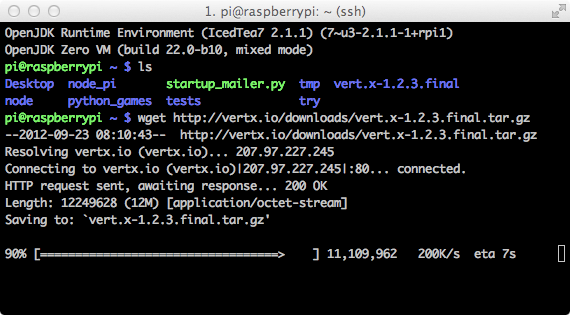 1. pi@raspberrypi: ~ (ssh)
OpenJDK Runtime Environment (IcedTea7 2.1.1) (7~u3-2.1.1-1+rpi1)
OpenJDK Zero VM (build 22.0-b10, mixed mode)
pi@raspberrypi ~ $ ls
Desktop  node_pi      startup_mailer.py  tmp  vert.x-1.2.3.final
node     python_games  tests              try
pi@raspberrypi ~ $ wget http://vertx.io/downloads/vert.x-1.2.3.final.tar.gz
--2012-09-23 08:10:43--  http://vertx.io/downloads/vert.x-1.2.3.final.tar.gz
Resolving vertx.io (vertx.io)... 207.97.227.245
Connecting to vertx.io (vertx.io)|207.97.227.245|:80... connected.
HTTP request sent, awaiting response... 200 OK
Length: 12249628 (12M) [application/octet-stream]
Saving to: `vert.x-1.2.3.final.tar.gz'
90% [==================================>    ] 11,109,962   200K/s  eta 7s